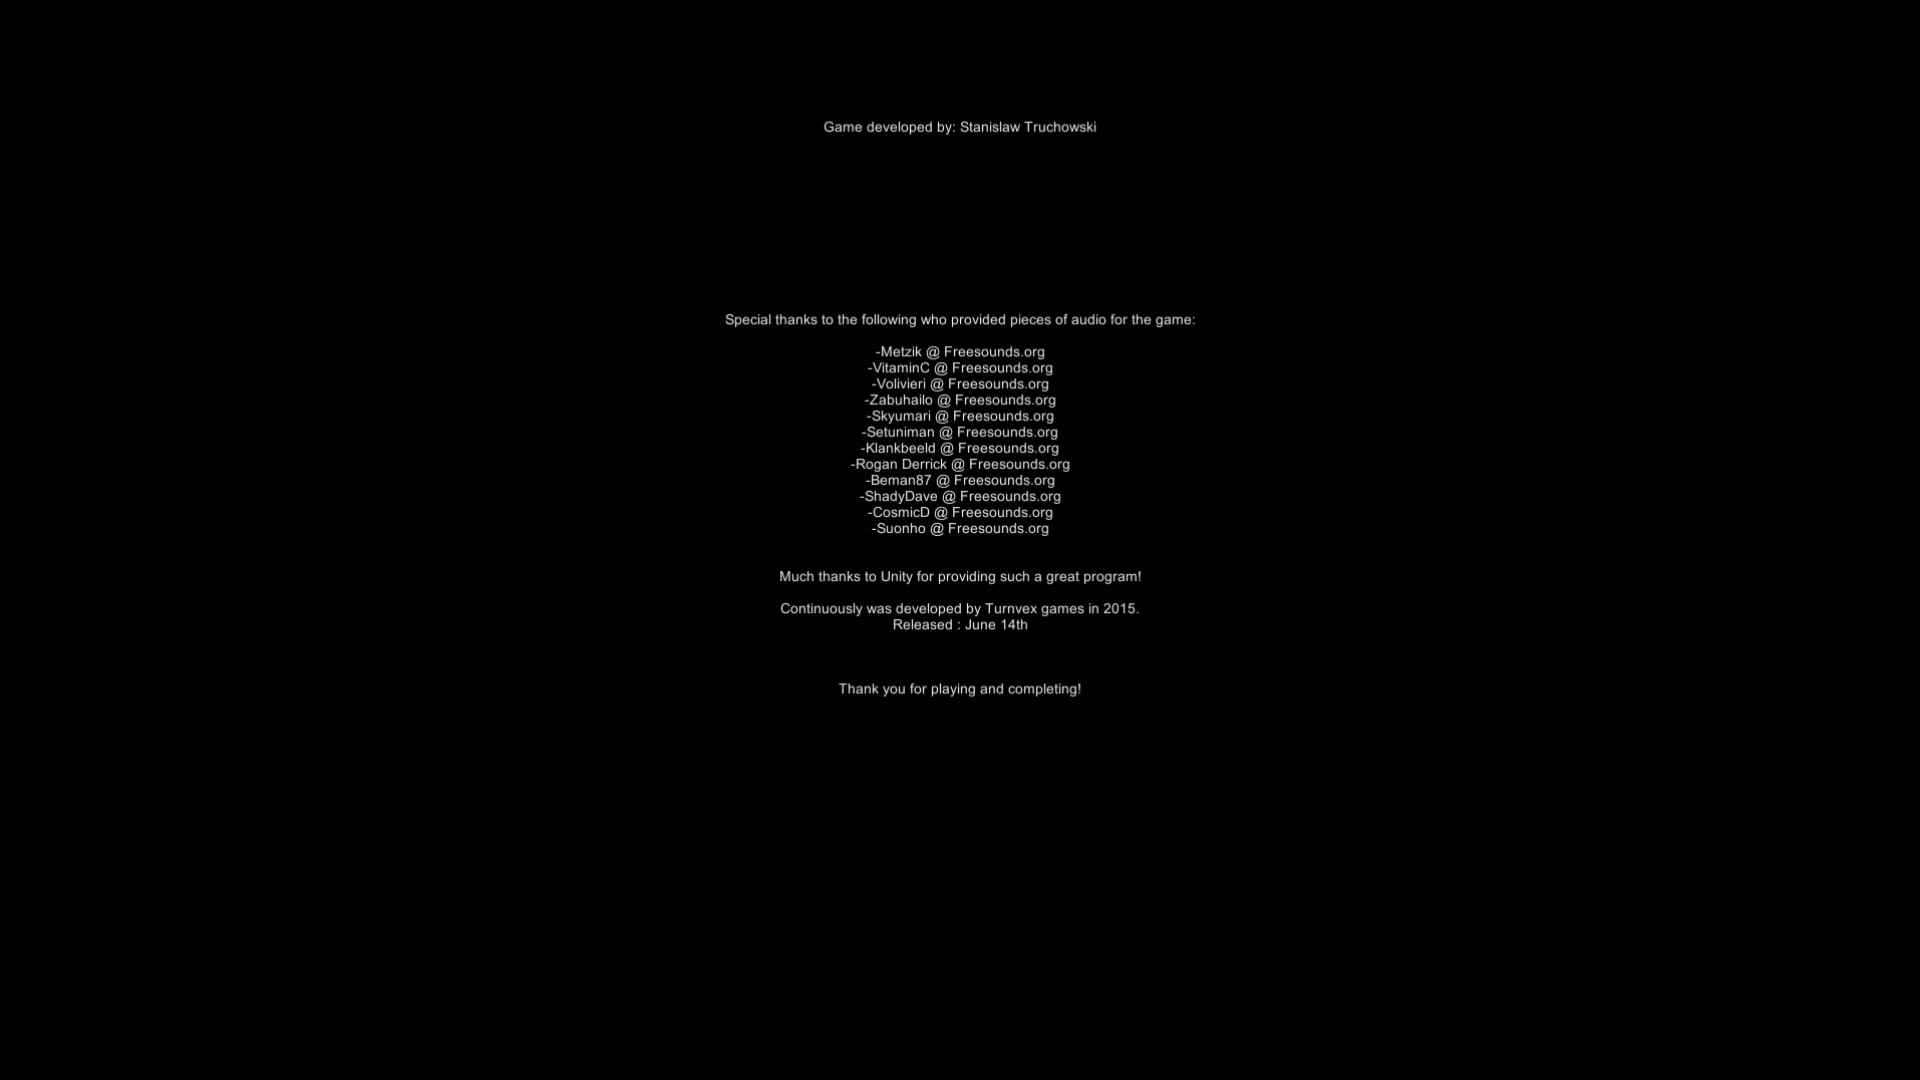 Game developed by: Stanislaw Truchowski
Special thanks to the following who provided pieces of audio for the game:
-Metzik @ Freesounds.org
-VitaminC @ Freesounds.org
-Volivieri @ Freesounds.org
-Zabuhailo @ Freesounds.org
-Skyumari @ Freesounds.org
-Setuniman @ Freesounds.org
-Klankbeeld @ Freesounds.org
-Rogan Derrick @ Freesounds.org
-Beman87 @ Freesounds.org
-ShadyDave @ Freesounds.org
-CosmicD @ Freesounds.org
-Suonho @ Freesounds.org
Much thanks to Unity for providing such a great program!
Continuously was developed by Turnvex games in 2015.
Released : June 14th
Thank you for playing and completing!